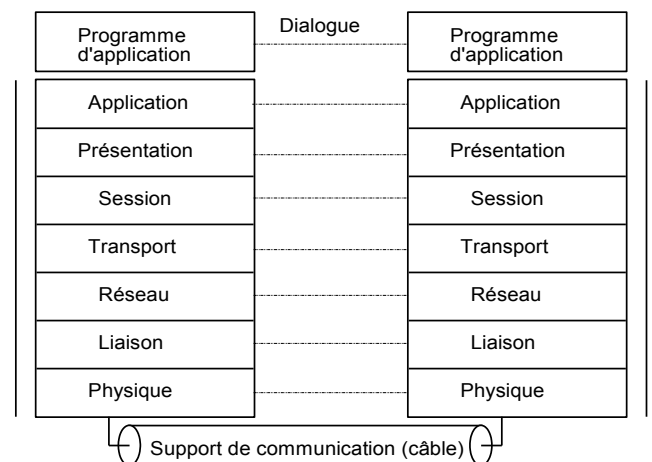 Programme
d'application
Dialogue
Programme
d'application
Application
Application
Présentation
Présentation
Session
Session
Transport
Transport
Réseau
Réseau
Liaison
Liaison
Physique
Physique
Support de communication (câble)